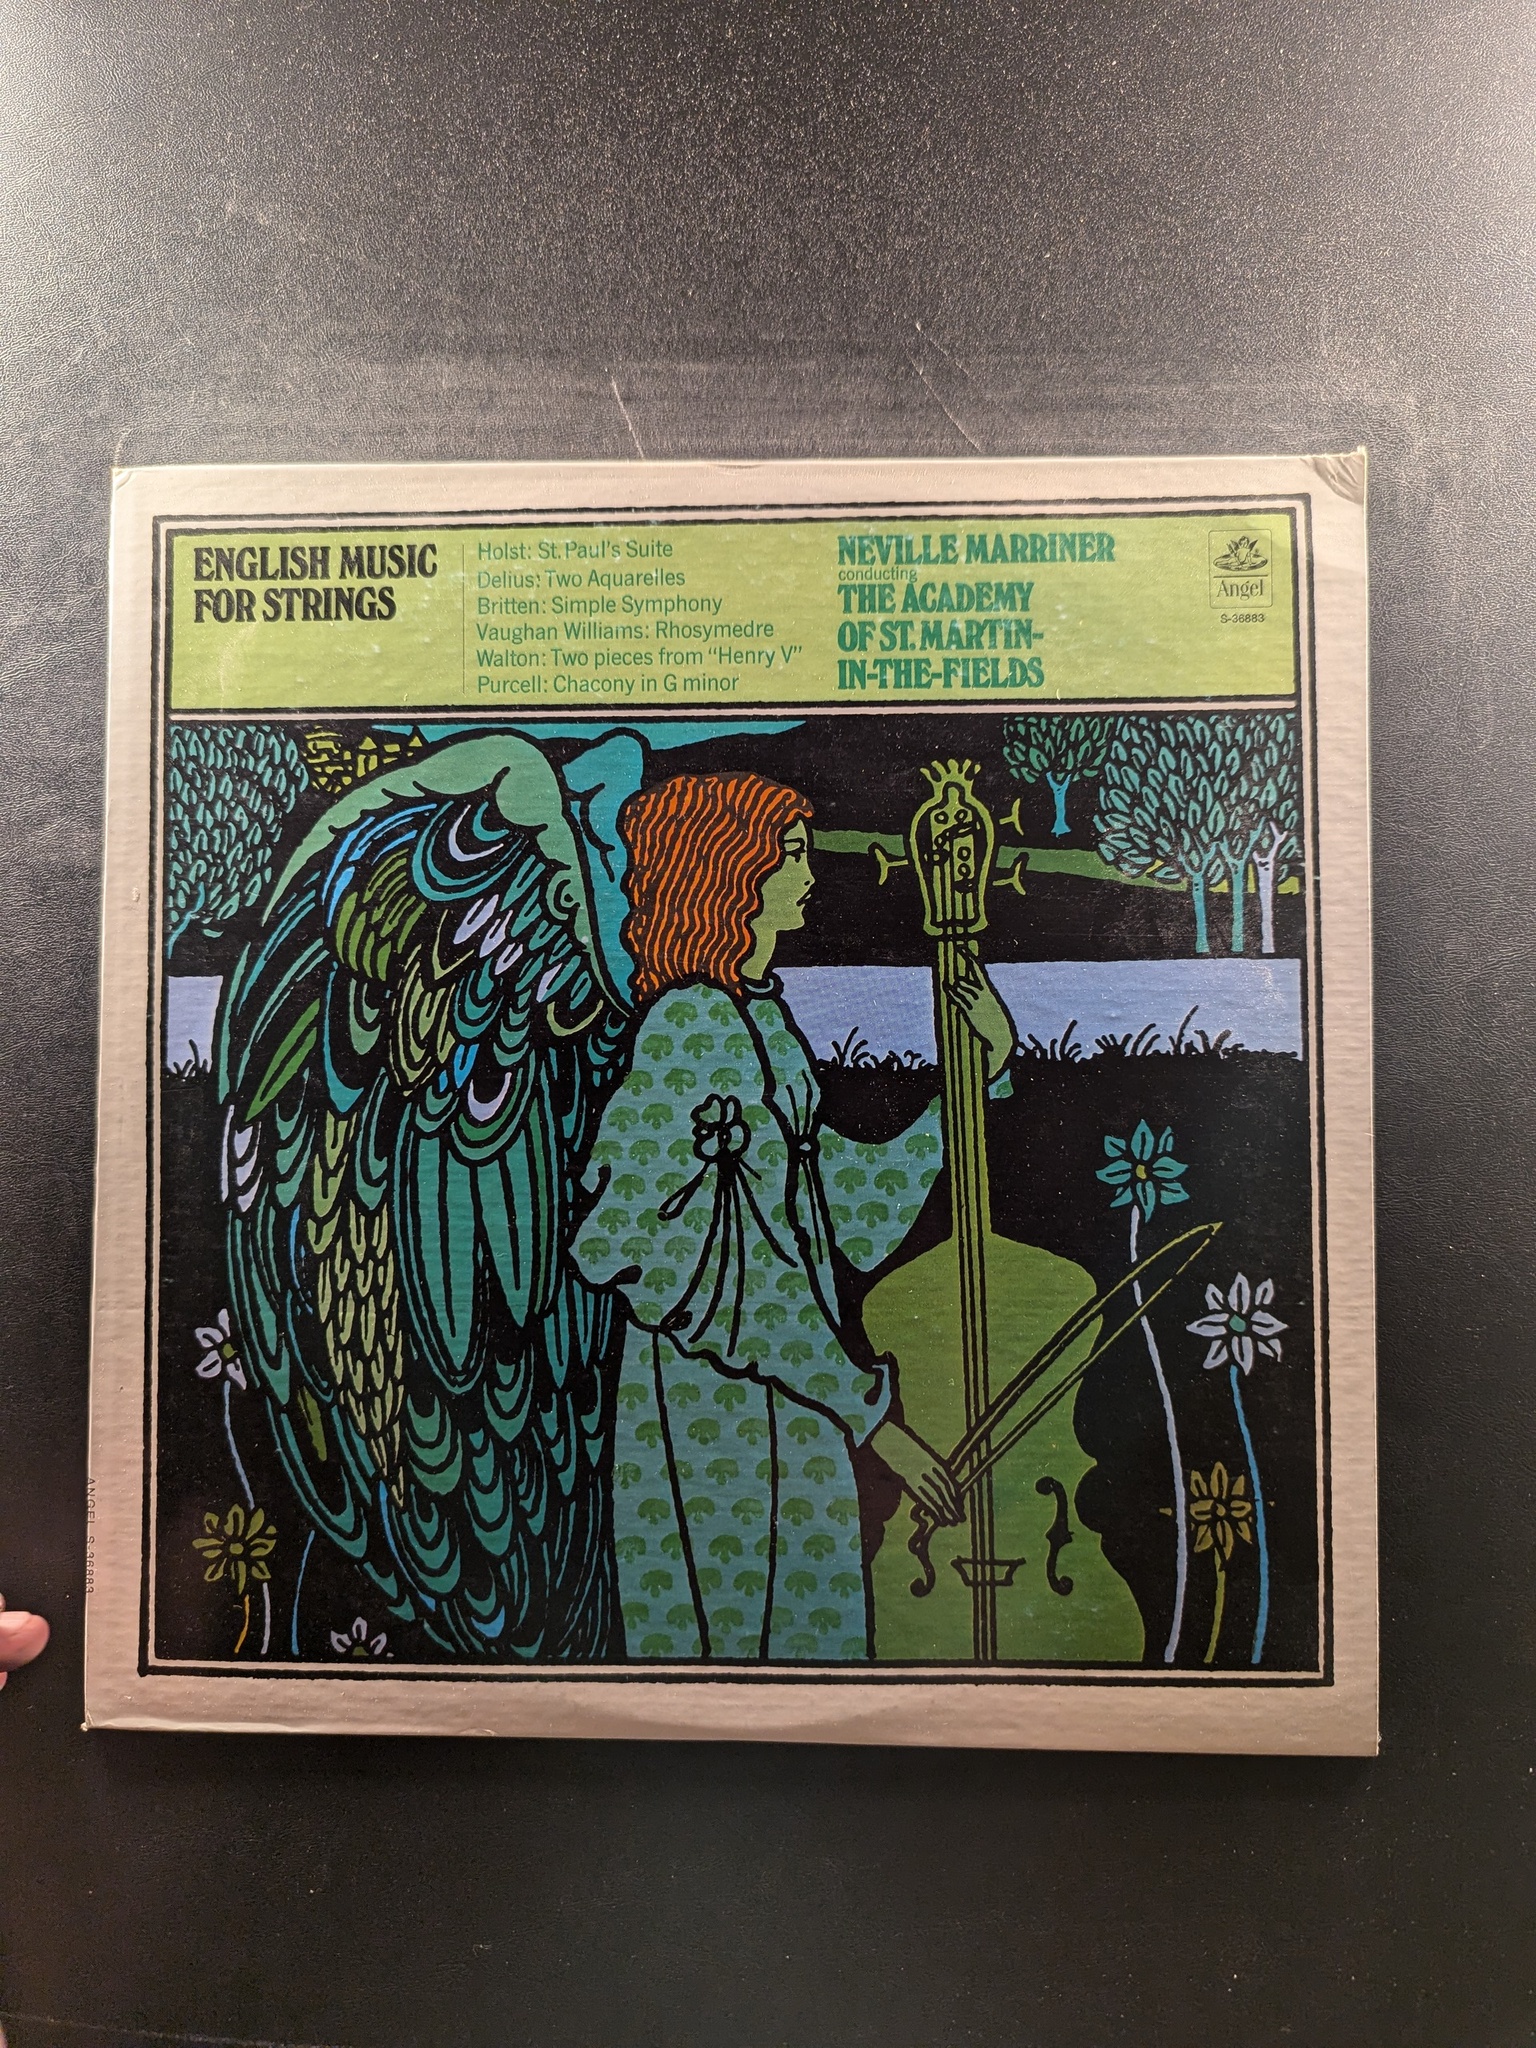 ENGLISH MUSIC
FOR STRINGS
Holst: St. Paul's Suite
Delius: Two Aquarelles
Britten: Simple Symphony
Vaughan Williams: Rhosymedre
Walton: Two pieces from “Henry V”
Purcell: Chacony in G minor
NEVILLE MARRINER
conducting
THE ACADEMY
OF ST. MARTIN-
IN-THE-FIELDS
Angel
S-36883
ANGEL S-36883